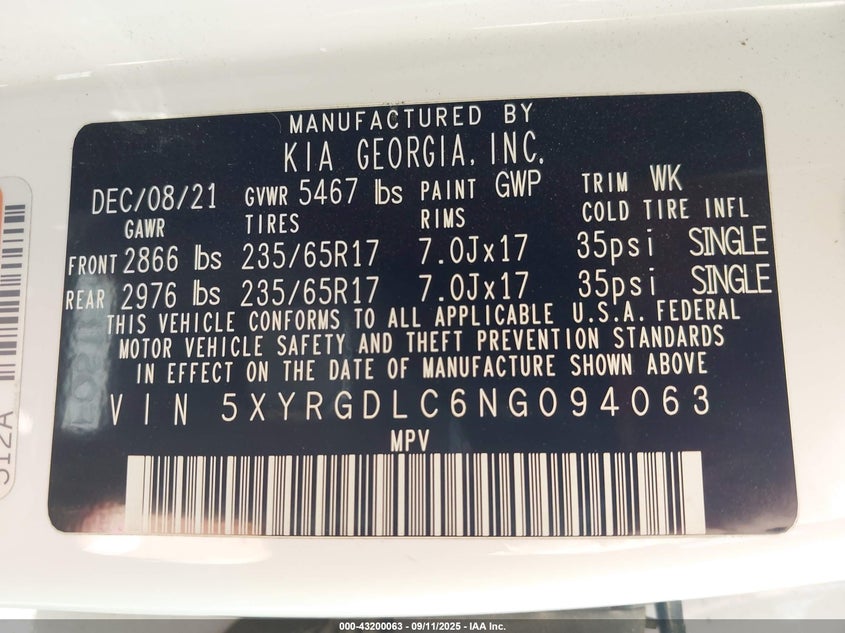 MANUFACTURED BY
KIA GEORGIA, INC.
DEC/08/21 GVWR 5467 lbs PAINT GWP TRIM WK
GAWR TIRES RIMS COLD TIRE INFL
FRONT 2866 lbs 235/65R17 7.0Jx17 35psi SINGLE
REAR 2976 lbs 235/65R17 7.0Jx17 35psi SINGLE
THIS VEHICLE CONFORMS TO ALL APPLICABLE U.S.A. FEDERAL
MOTOR VEHICLE SAFETY AND THEFT PREVENTION STANDARDS
IN EFFECT ON THE DATE OF MANUFACTURE SHOWN ABOVE
VIN 5XYRGDLC6NG094063
MPV
512A
000-43200063 - 09/11/2025 - IAA Inc.